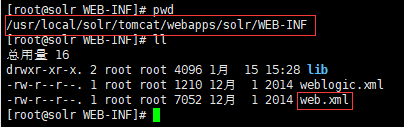 [root@solr WEB-INF]# pwd
/usr/local/solr/tomcat/webapps/solr/WEB-INF
[root@solr WEB-INF]# ll
总用量 16
drwxr-xr-x. 2 root root 4096 1月  15 15:28 lib
-rw-r--r--. 1 root root 1210 12月  1 2014 weblogic.xml
-rw-r--r--. 1 root root 7052 12月  1 2014 web.xml
[root@solr WEB-INF]#